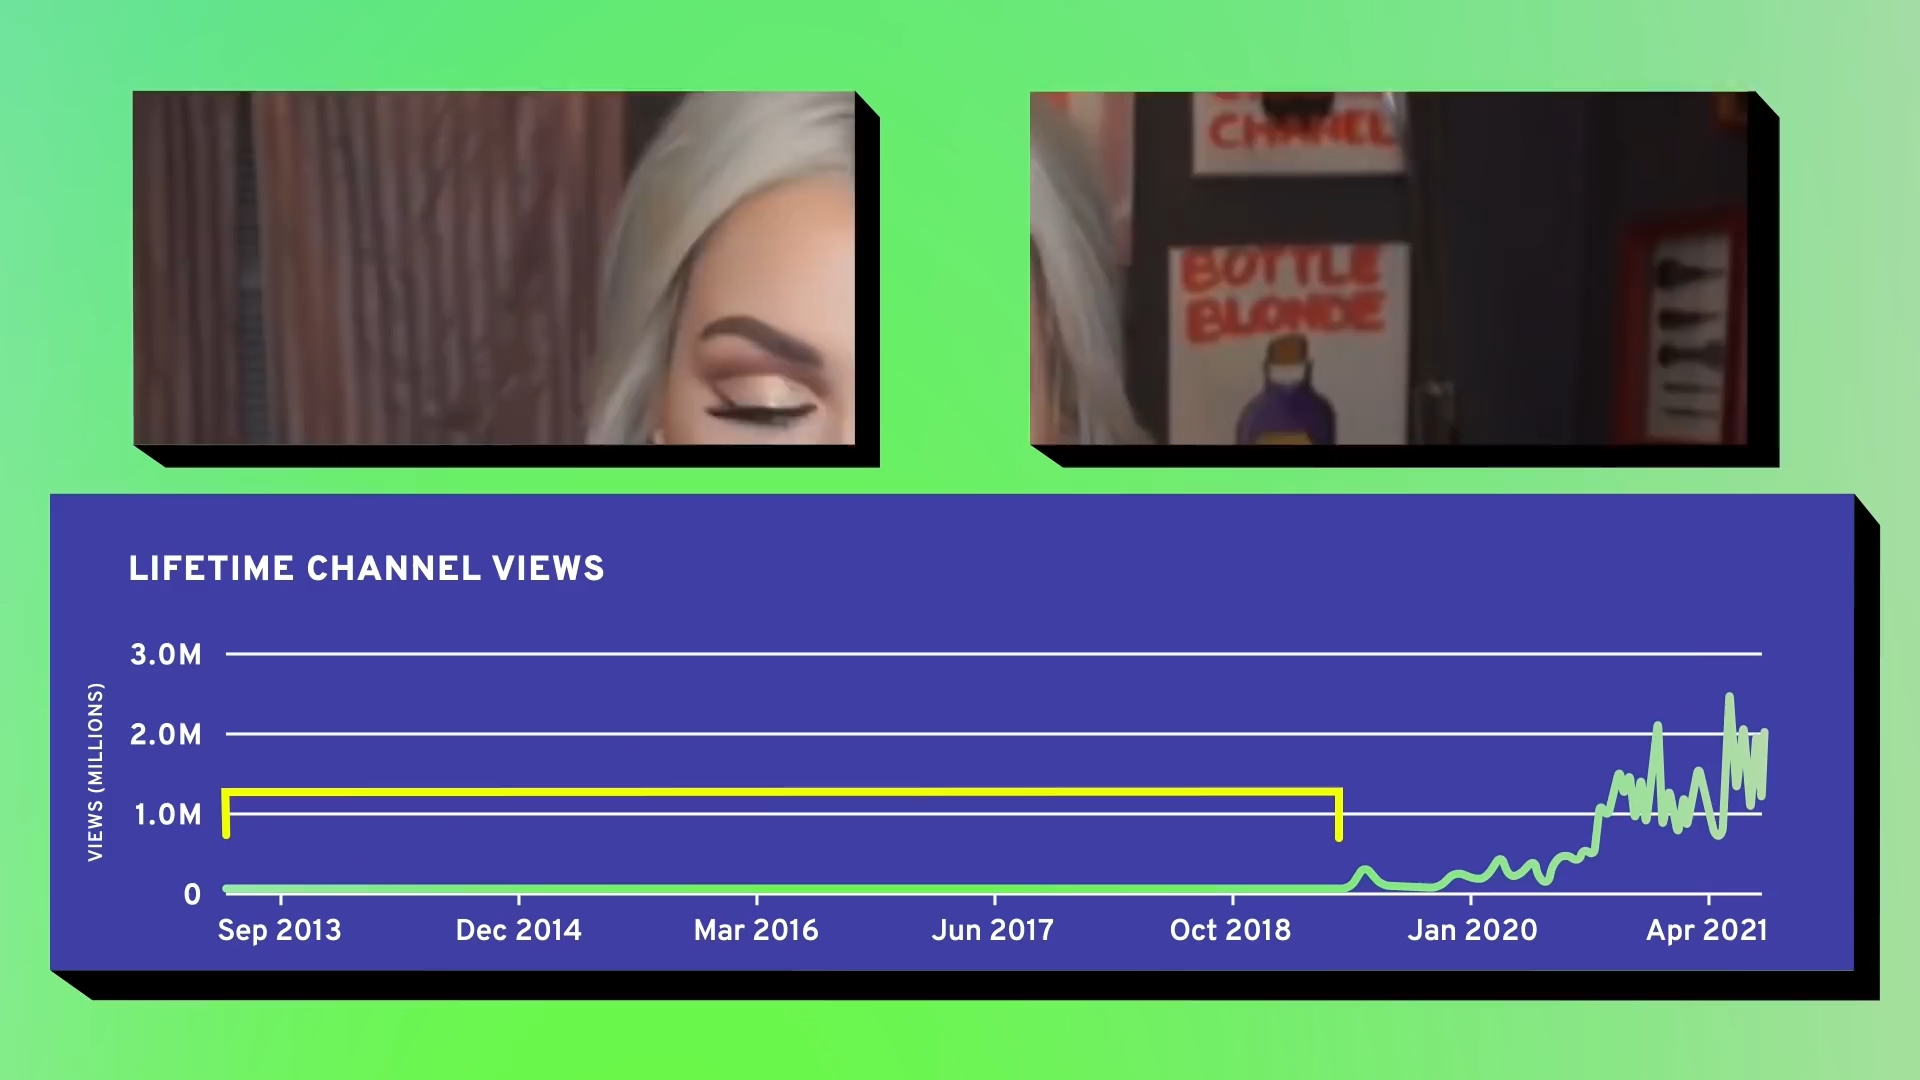 CHANEL
BOTTLE
BLONDE
LIFETIME CHANNEL VIEWS
VIEWS (MILLIONS)
3.0M
2.0M
1.0M
0
Sep 2013 Dec 2014 Mar 2016 Jun 2017 Oct 2018 Jan 2020 Apr 2021